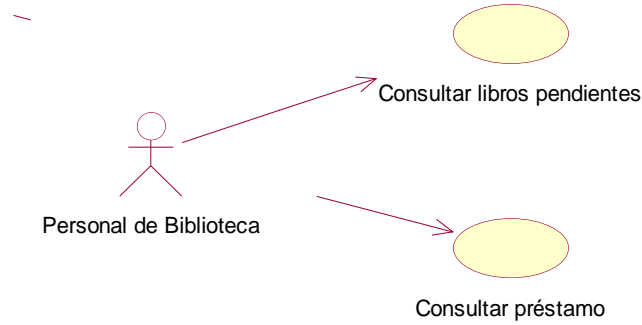 Consultar libros pendientes
Personal de Biblioteca
Consultar préstamo